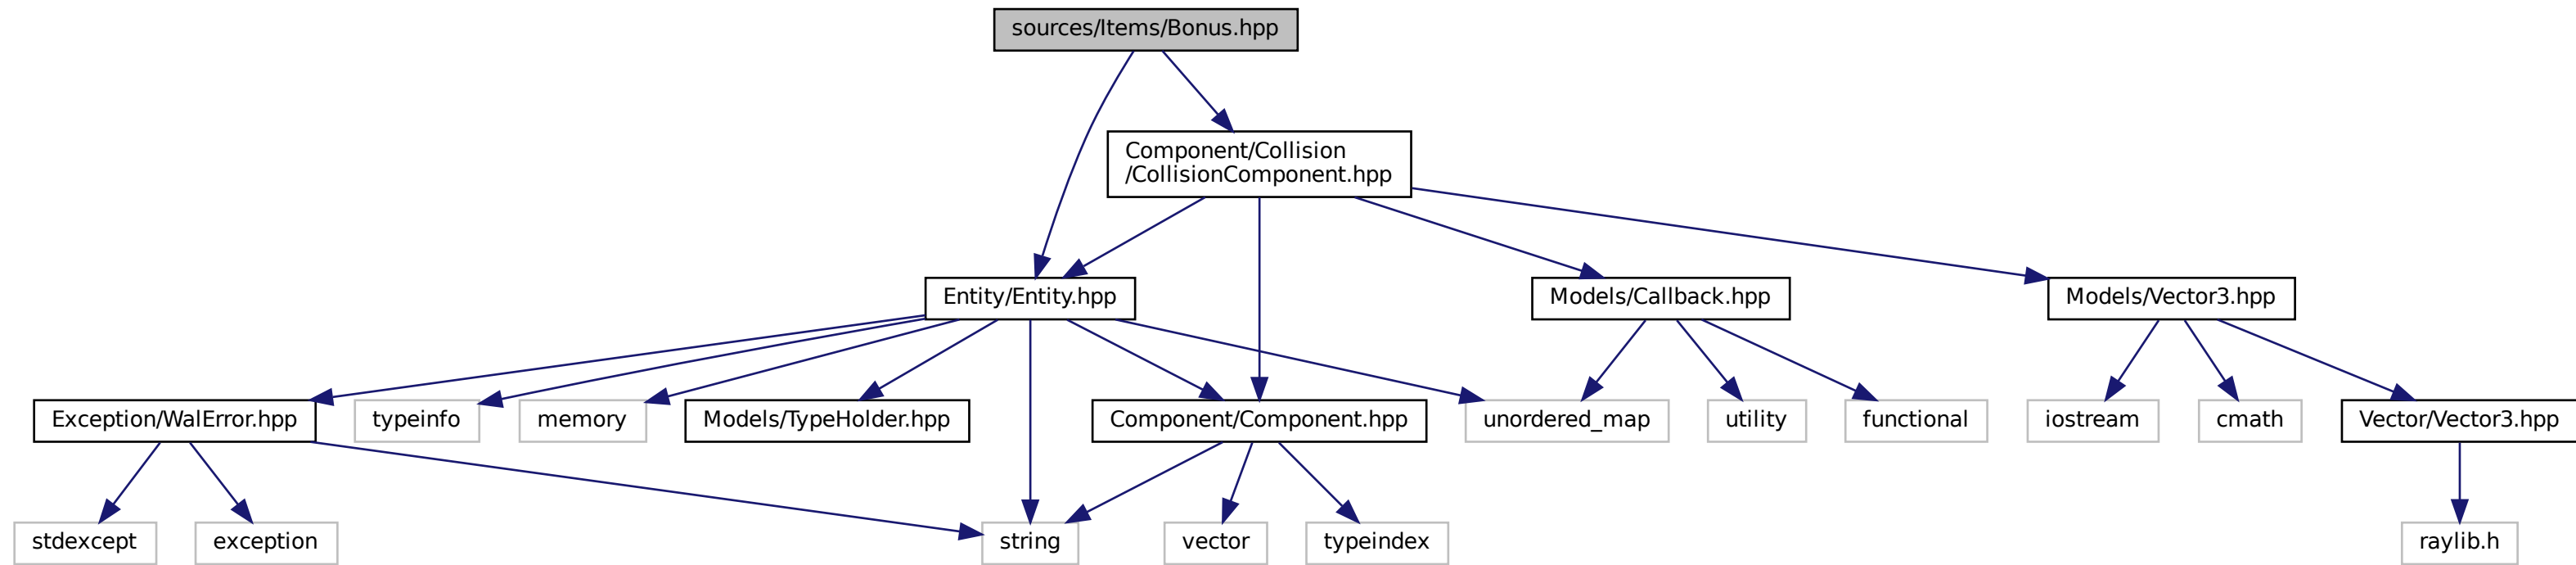 sources/Items/Bonus.hpp
Component/Collision
/CollisionComponent.hpp
Entity/Entity.hpp
Models/Callback.hpp
Models/Vector3.hpp
Exception/WalError.hpp
typeinfo
memory
Models/TypeHolder.hpp
Component/Component.hpp
unordered_map
utility
functional
iostream
cmath
Vector/Vector3.hpp
stdexcept
exception
string
vector
typeindex
raylib.h